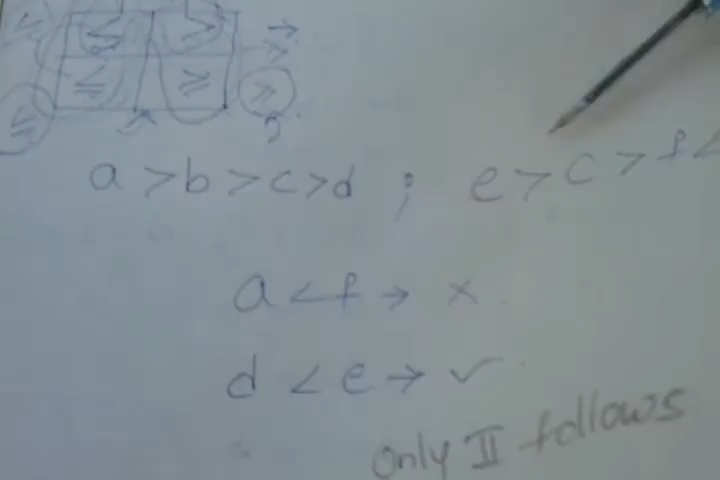 ≤ >
≤ ≥
a > b > c > d ; e > c > f <
a < f → ×
d < e → ✓
only II follows